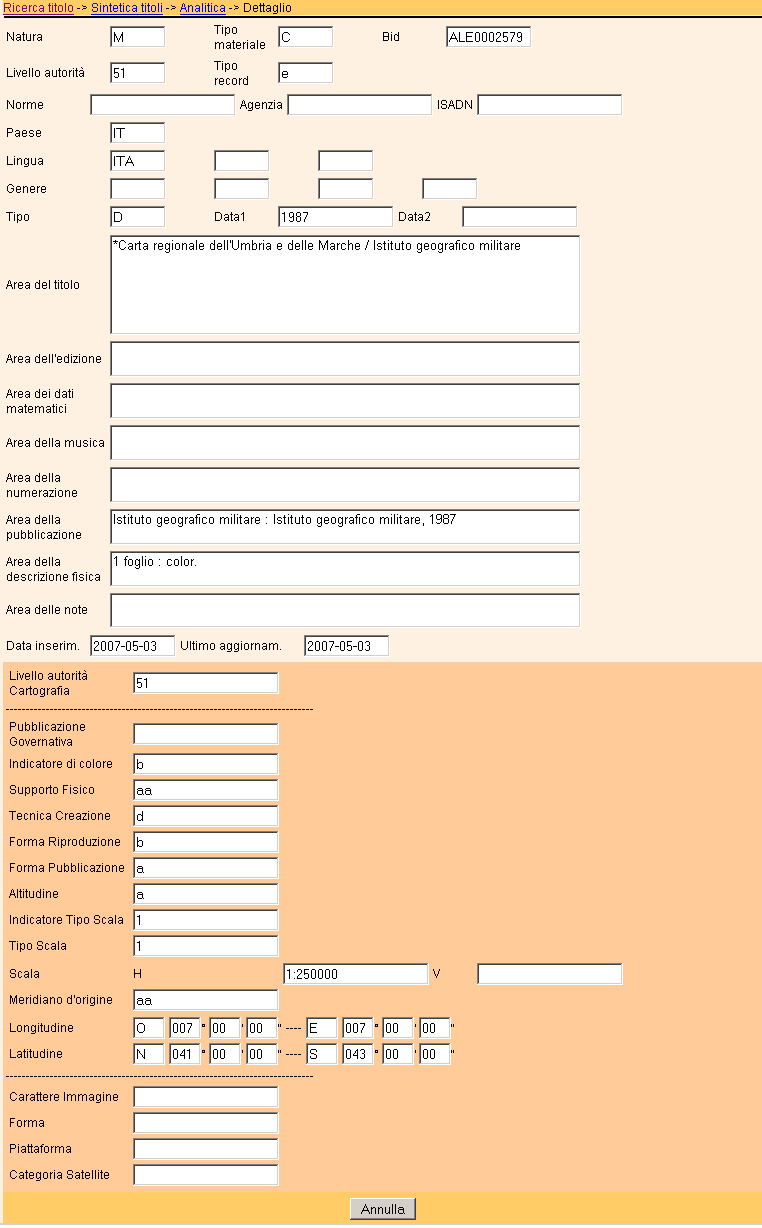 Ricerca titolo -> Sintetica titoli -> Analitica -> Dettaglio
Natura M Tipo materiale C Bid ALE0002579
Livello autorità 51 Tipo record e
Norme Agenzia ISADN
Paese IT
Lingua ITA
Genere
Tipo D Data1 1987 Data2
Area del titolo *Carta regionale dell'Umbria e delle Marche / Istituto geografico militare
Area dell'edizione
Area dei dati matematici
Area della musica
Area della numerazione
Area della pubblicazione Istituto geografico militare : Istituto geografico militare, 1987
Area della descrizione fisica 1 foglio : color.
Area delle note
Data inserim. 2007-05-03 Ultimo aggiornam. 2007-05-03
Livello autorità Cartografia 51
--------------------------------------------------------------------------------
Pubblicazione Governativa
Indicatore di colore b
Supporto Fisico aa
Tecnica Creazione d
Forma Riproduzione b
Forma Pubblicazione a
Altitudine a
Indicatore Tipo Scala 1
Tipo Scala 1
Scala H 1:250000 V
Meridiano d'origine aa
Longitudine O 007 ° 00 ' 00 " ---- E 007 ° 00 ' 00 "
Latitudine N 041 ° 00 ' 00 " ---- S 043 ° 00 ' 00 "
--------------------------------------------------------------------------------
Carattere Immagine
Forma
Piattaforma
Categoria Satellite
Annulla